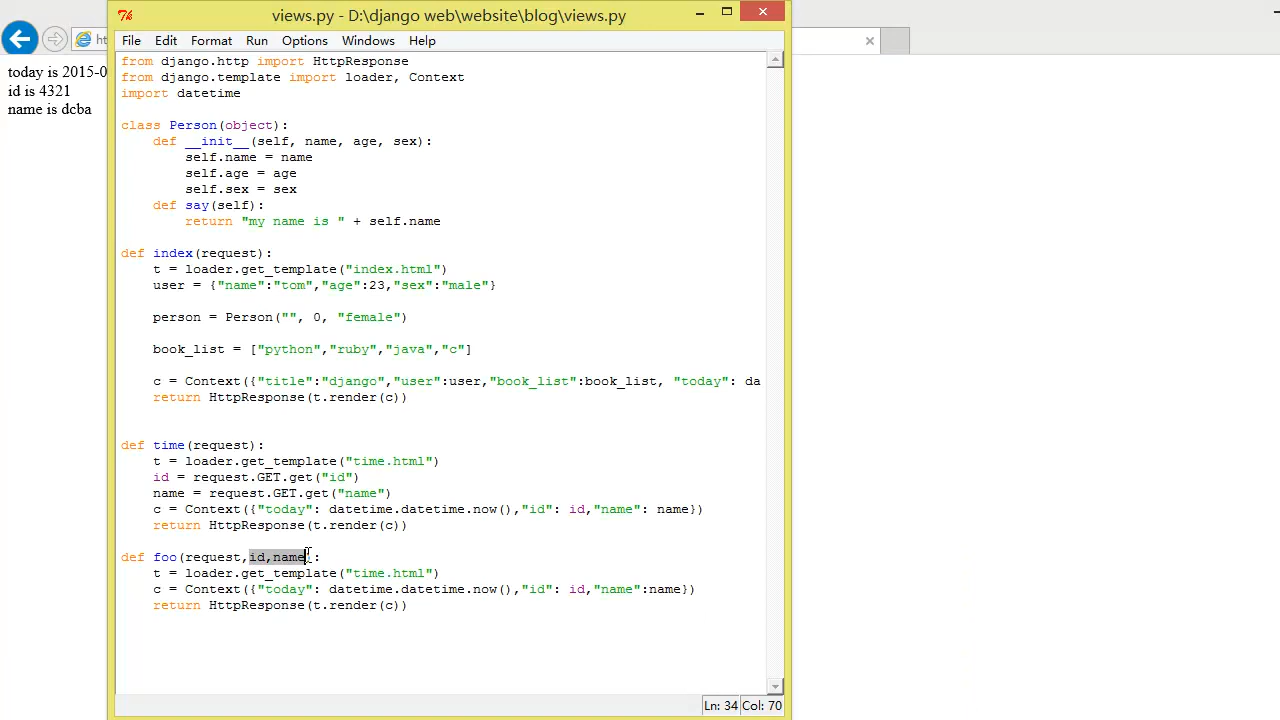 views.py - D:\django web\website\blog\views.py
File Edit Format Run Options Windows Help
today is 2015-0
id is 4321
name is dcba
from django.http import HttpResponse
from django.template import loader, Context
import datetime
class Person(object):
def __init__(self, name, age, sex):
self.name = name
self.age = age
self.sex = sex
def say(self):
return "my name is " + self.name
def index(request):
t = loader.get_template("index.html")
user = {"name":"tom","age":23,"sex":"male"}
person = Person("", 0, "female")
book_list = ["python","ruby","java","c"]
c = Context({"title":"django","user":user,"book_list":book_list, "today": da
return HttpResponse(t.render(c))
def time(request):
t = loader.get_template("time.html")
id = request.GET.get("id")
name = request.GET.get("name")
c = Context({"today": datetime.datetime.now(),"id": id,"name": name})
return HttpResponse(t.render(c))
def foo(request,id,name):
t = loader.get_template("time.html")
c = Context({"today": datetime.datetime.now(),"id": id,"name":name})
return HttpResponse(t.render(c))
Ln: 34 Col: 70